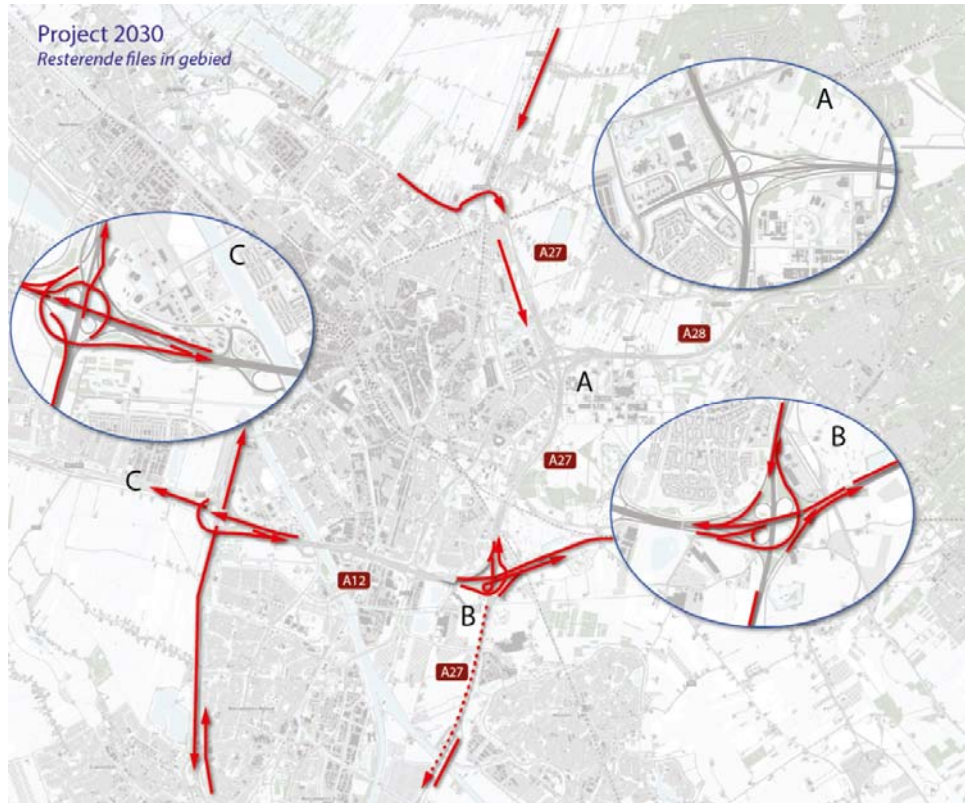 Project 2030
Resterende files in gebied
A
C
A27
A28
A
B
A27
C
A12
B
A27